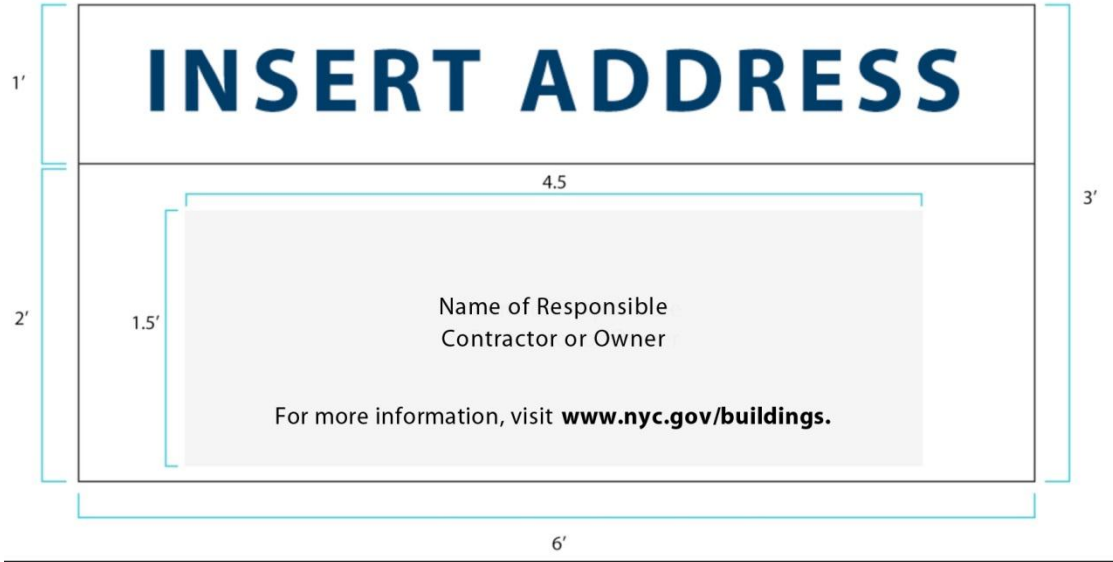 1’
INSERT ADDRESS
3’
4.5
2’
1.5’
Name of Responsible
Contractor or Owner
For more information, visit www.nyc.gov/buildings.
6’